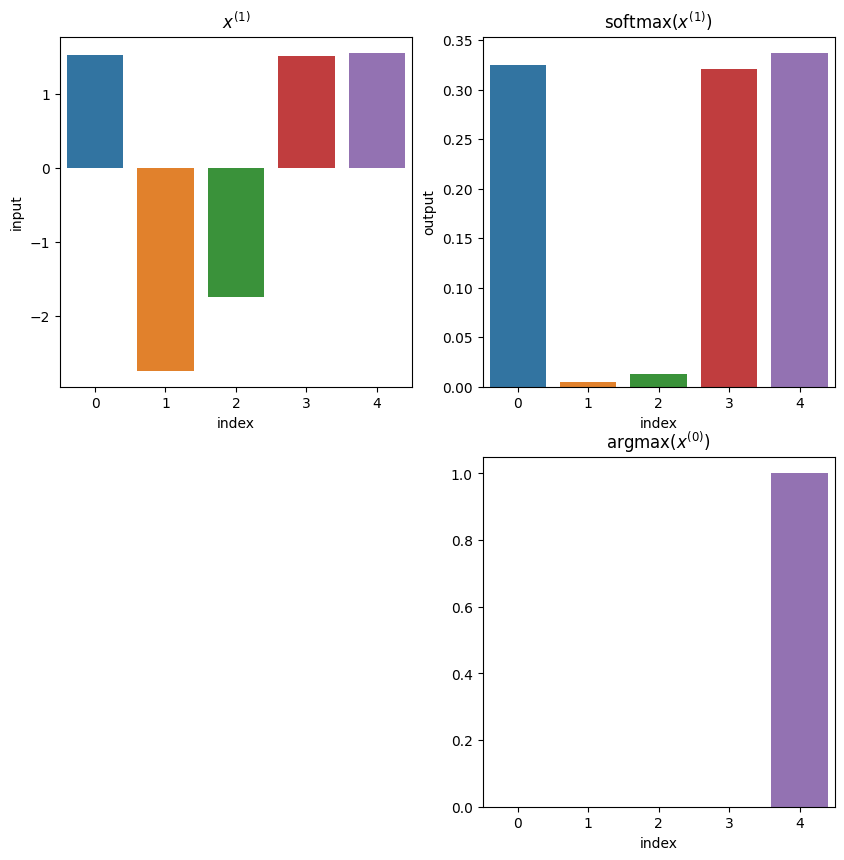 x^(1)
1
0
−1
−2
input
0 1 2 3 4
index
softmax(x^(1))
0.35
0.30
0.25
0.20
0.15
0.10
0.05
0.00
output
0 1 2 3 4
index
argmax(x^(0))
1.0
0.8
0.6
0.4
0.2
0.0
0 1 2 3 4
index